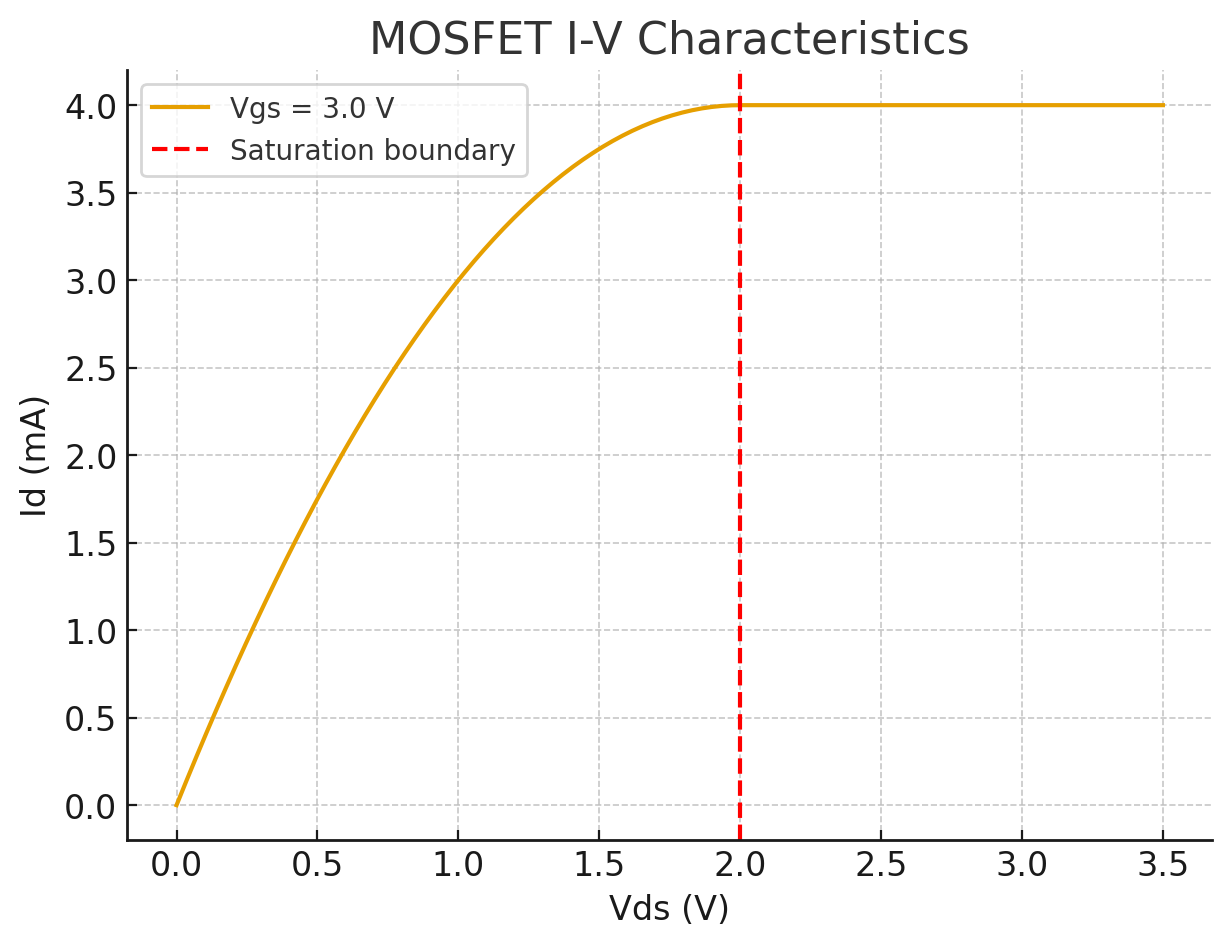 MOSFET I-V Characteristics
Vgs = 3.0 V
Saturation boundary
4.0
3.5
3.0
2.5
2.0
1.5
1.0
0.5
0.0
Id (mA)
0.0 0.5 1.0 1.5 2.0 2.5 3.0 3.5
Vds (V)